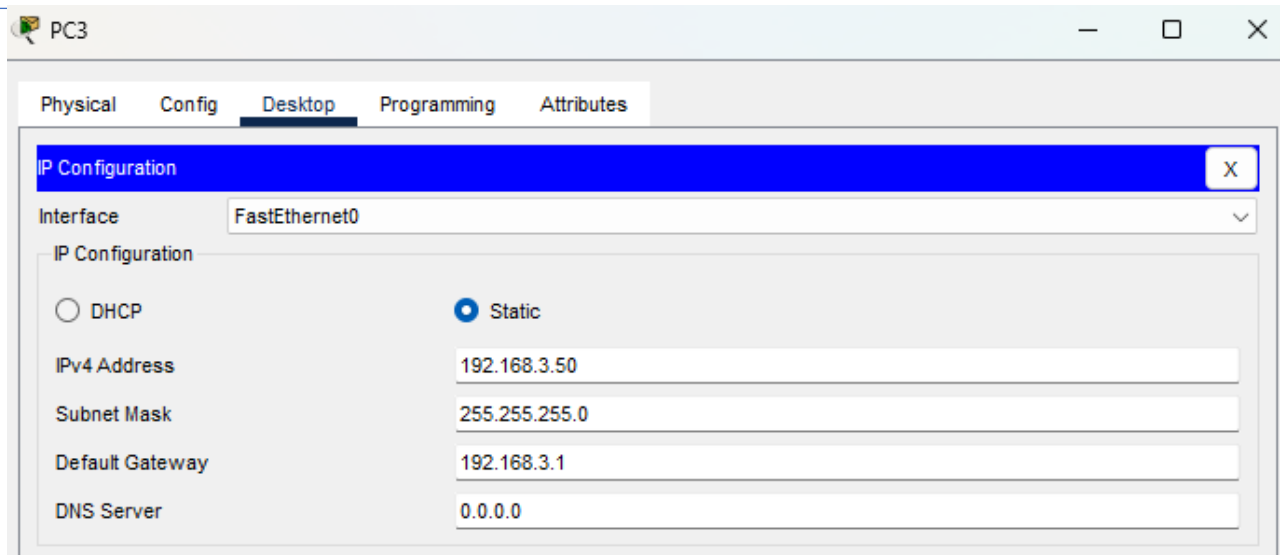 PC3
Physical Config Desktop Programming Attributes
IP Configuration X
Interface FastEthernet0
IP Configuration
DHCP Static
IPv4 Address 192.168.3.50
Subnet Mask 255.255.255.0
Default Gateway 192.168.3.1
DNS Server 0.0.0.0